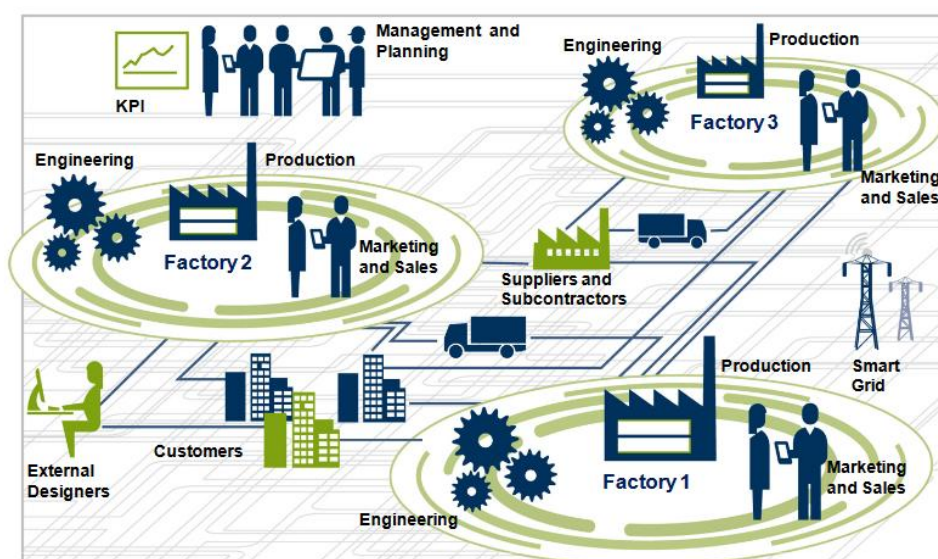 Management and
Planning
KPI
Engineering
Production
Factory 3
Marketing
and Sales
Engineering
Production
Factory 2
Marketing
and Sales
Suppliers and
Subcontractors
Smart
Grid
Production
Customers
External
Designers
Factory 1
Marketing
and Sales
Engineering